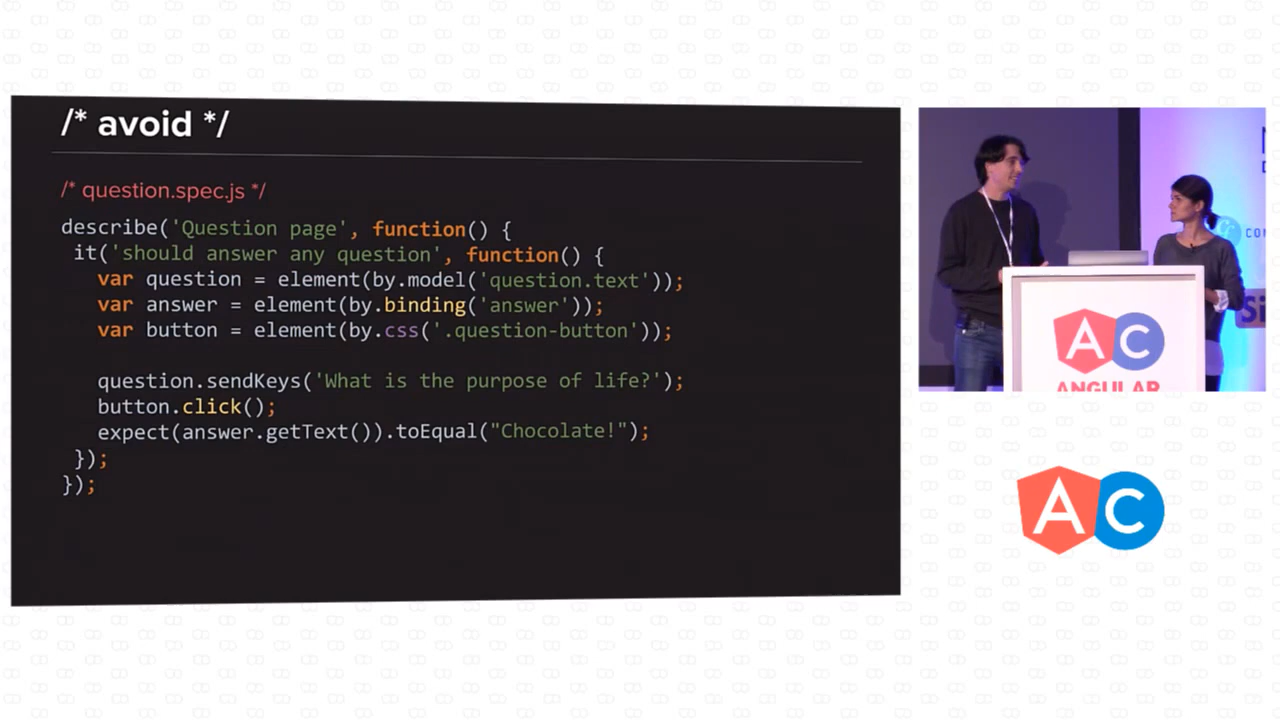 /* avoid */
/* question.spec.js */
describe('Question page', function() {
it('should answer any question', function() {
var question = element(by.model('question.text'));
var answer = element(by.binding('answer'));
var button = element(by.css('.question-button'));
question.sendKeys('What is the purpose of life?');
button.click();
expect(answer.getText()).toEqual("Chocolate!");
});
});
AC
ANGULAR
AC